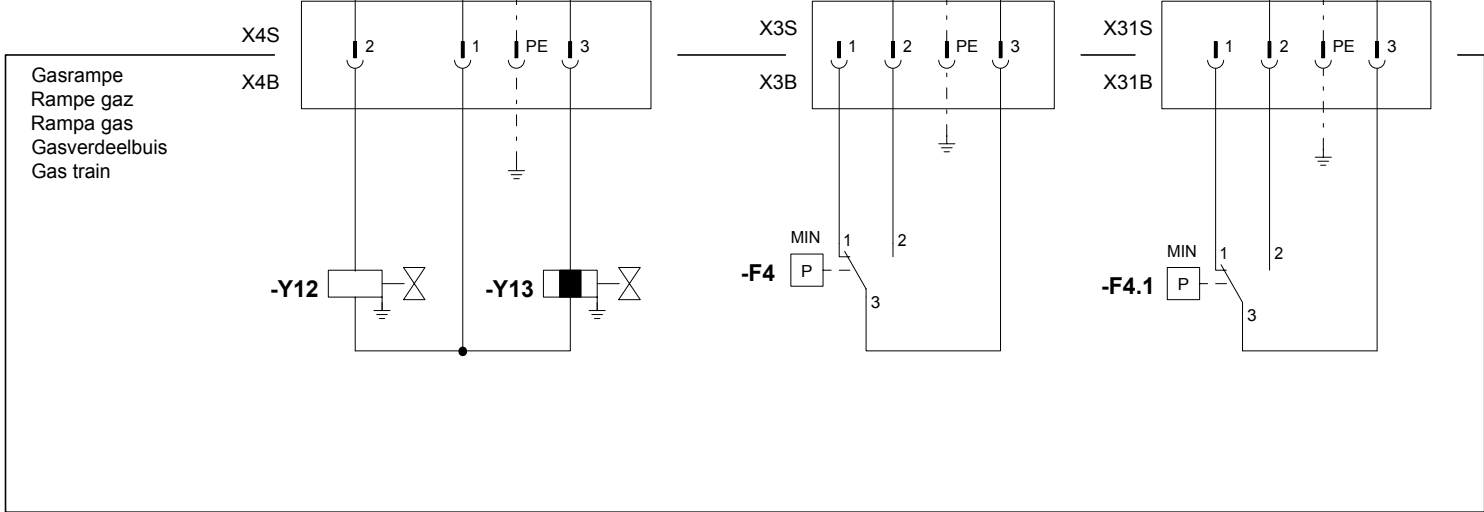 X4S
2
1
PE
3
X3S
1
2
PE
3
X31S
1
2
PE
3
X4B
X3B
X31B
Gasrampe
Rampe gaz
Rampa gas
Gasverdeelbuis
Gas train
-Y12
-Y13
MIN
1
2
-F4
P
3
MIN
1
2
-F4.1
P
3